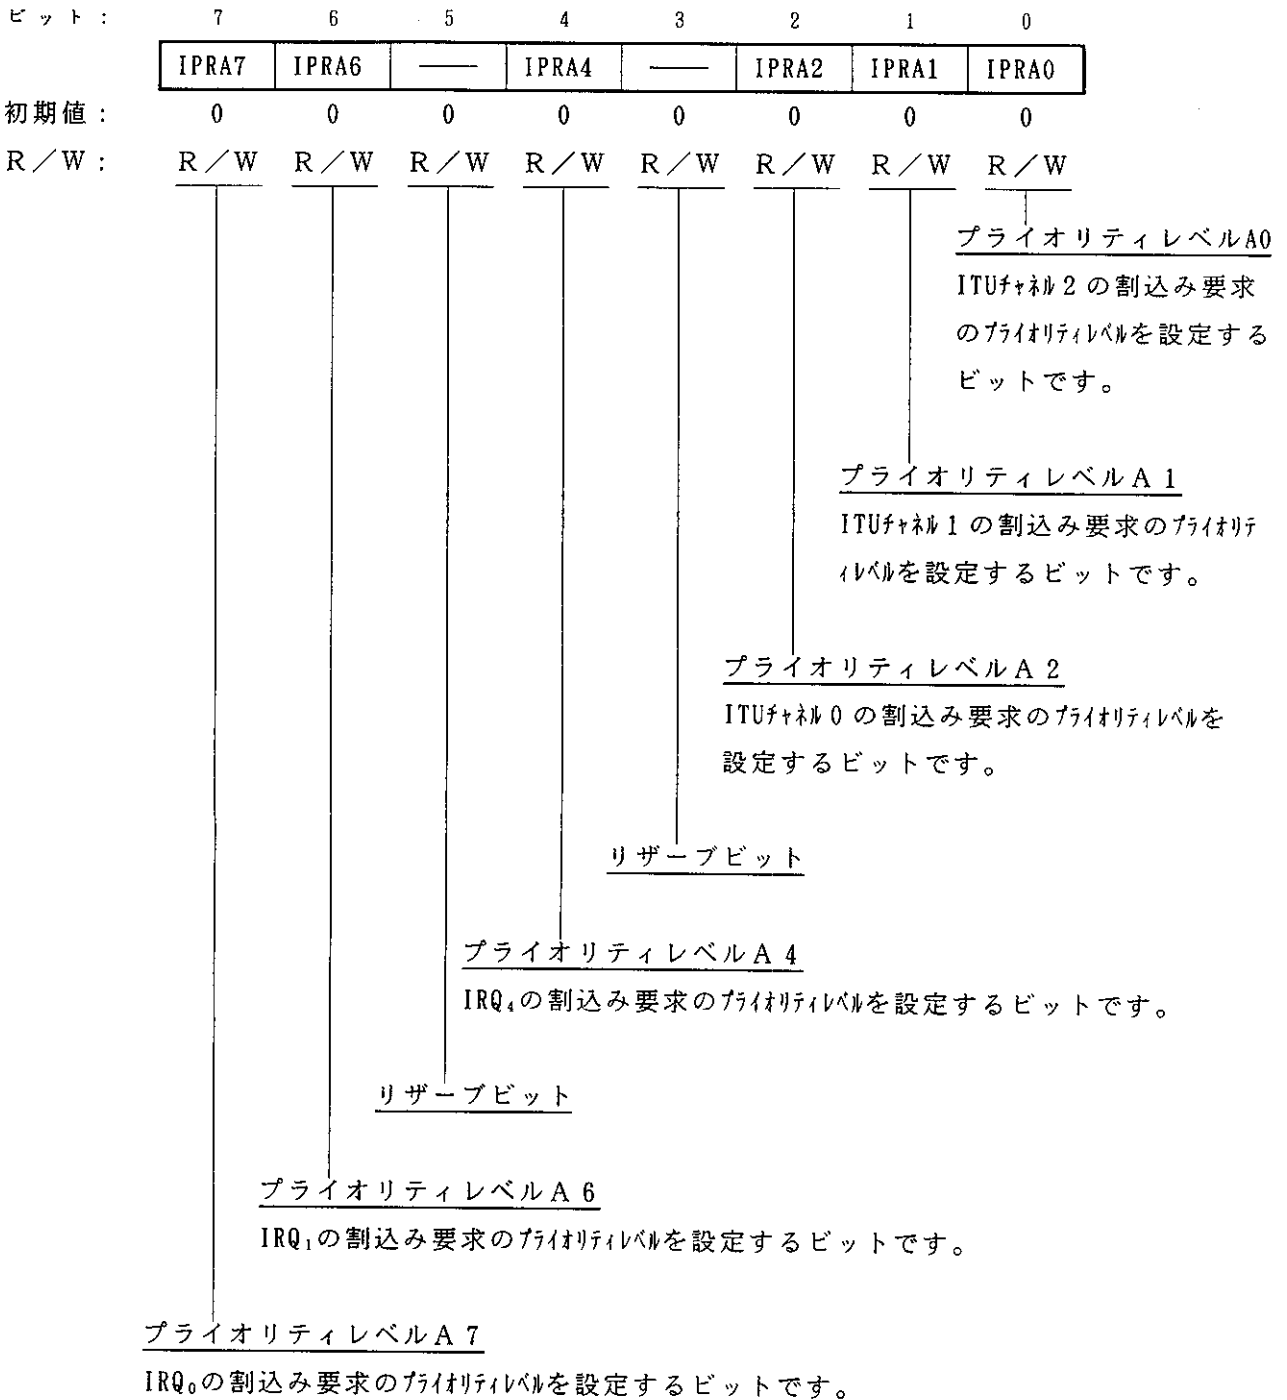 ビット： 7 6 5 4 3 2 1 0
IPRA7 IPRA6 ― IPRA4 ― IPRA2 IPRA1 IPRA0
初期値： 0 0 0 0 0 0 0 0
R／W： R／W R／W R／W R／W R／W R／W R／W R／W
プライオリティレベルA0
ITUﾁｬﾈﾙ2の割込み要求
のﾌﾟﾗｲｵﾘﾃｨﾚﾍﾞﾙを設定する
ビットです。
プライオリティレベルA1
ITUﾁｬﾈﾙ1の割込み要求のﾌﾟﾗｲｵﾘﾃ
ｨﾚﾍﾞﾙを設定するビットです。
プライオリティレベルA2
ITUﾁｬﾈﾙ0の割込み要求のﾌﾟﾗｲｵﾘﾃｨﾚﾍﾞﾙを
設定するビットです。
リザーブビット
プライオリティレベルA4
IRQ₄の割込み要求のﾌﾟﾗｲｵﾘﾃｨﾚﾍﾞﾙを設定するビットです。
リザーブビット
プライオリティレベルA6
IRQ₁の割込み要求のﾌﾟﾗｲｵﾘﾃｨﾚﾍﾞﾙを設定するビットです。
プライオリティレベルA7
IRQ₀の割込み要求のﾌﾟﾗｲｵﾘﾃｨﾚﾍﾞﾙを設定するビットです。